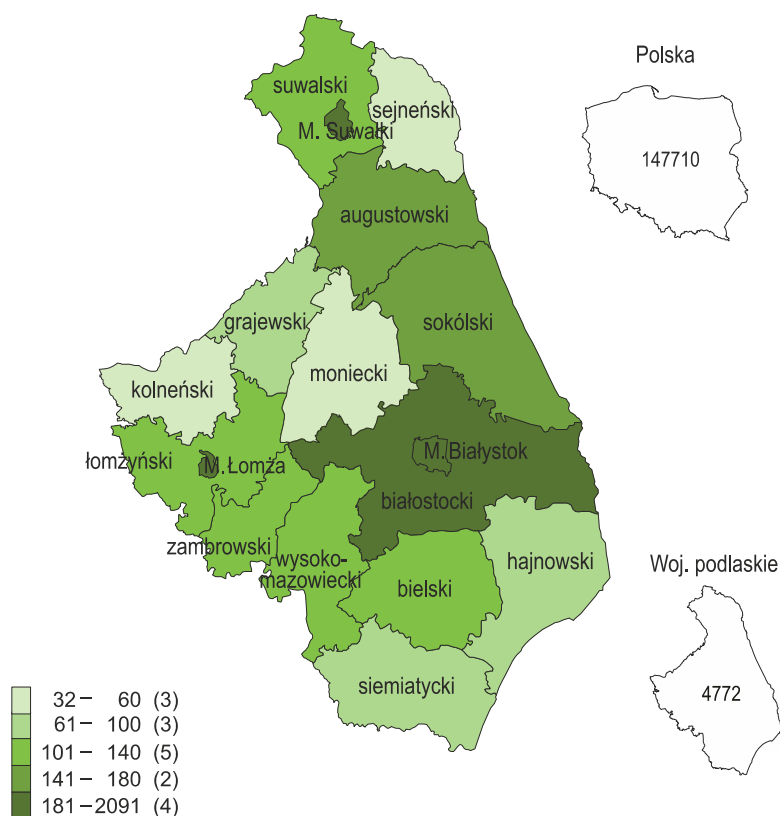 Polska
147710
suwalski
sejneński
M. Suwałki
augustowski
grajewski
sokólski
moniecki
kolneński
M. Białystok
łomżyński
M. Łomża
białostocki
zambrowski
wysoko-
mazowiecki
hajnowski
bielski
siemiatycki
Woj. podlaskie
4772
32 – 60 (3)
61 – 100 (3)
101 – 140 (5)
141 – 180 (2)
181 – 2091 (4)